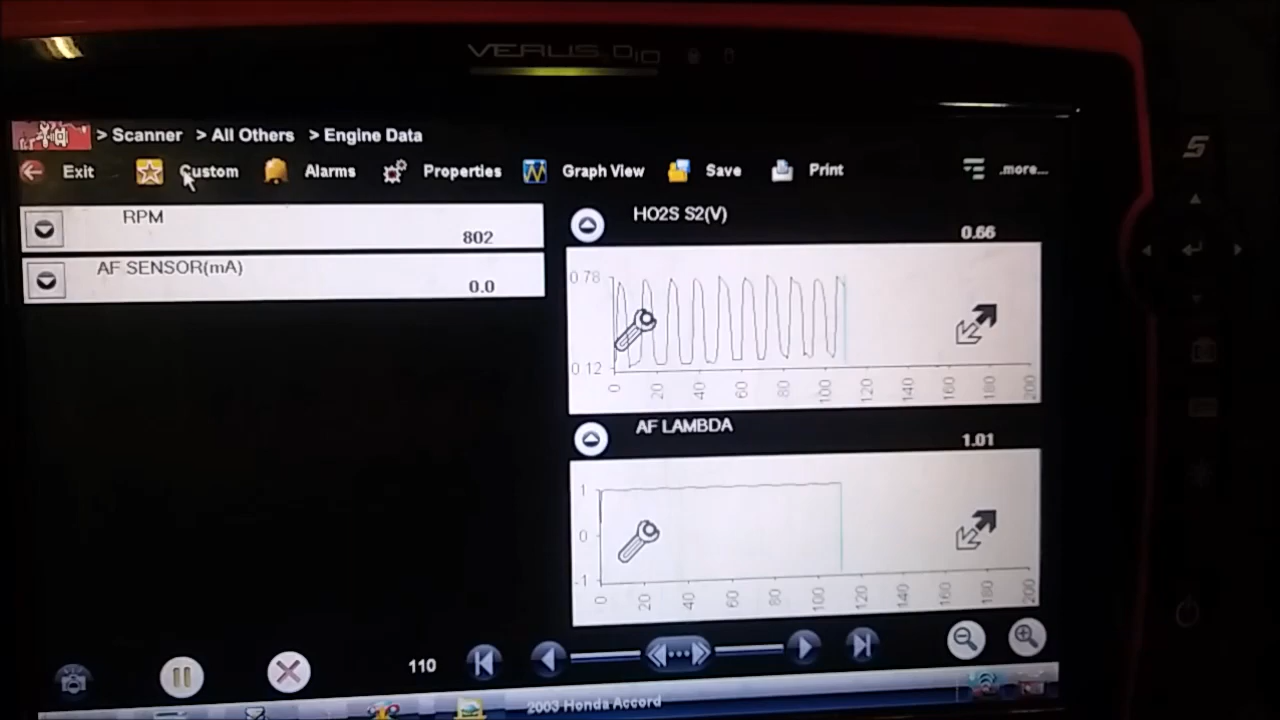 VERUS D10
> Scanner > All Others > Engine Data
Exit Custom Alarms Properties Graph View Save Print .more...
RPM
802
AF SENSOR(mA)
0.0
HO2S S2(V)
0.66
0.78
0.12
0 20 40 60 80 100 120 140 160 180 200
AF LAMBDA
1.01
1
0
-1
0 20 40 60 80 100 120 140 160 180 200
110
2003 Honda Accord
S